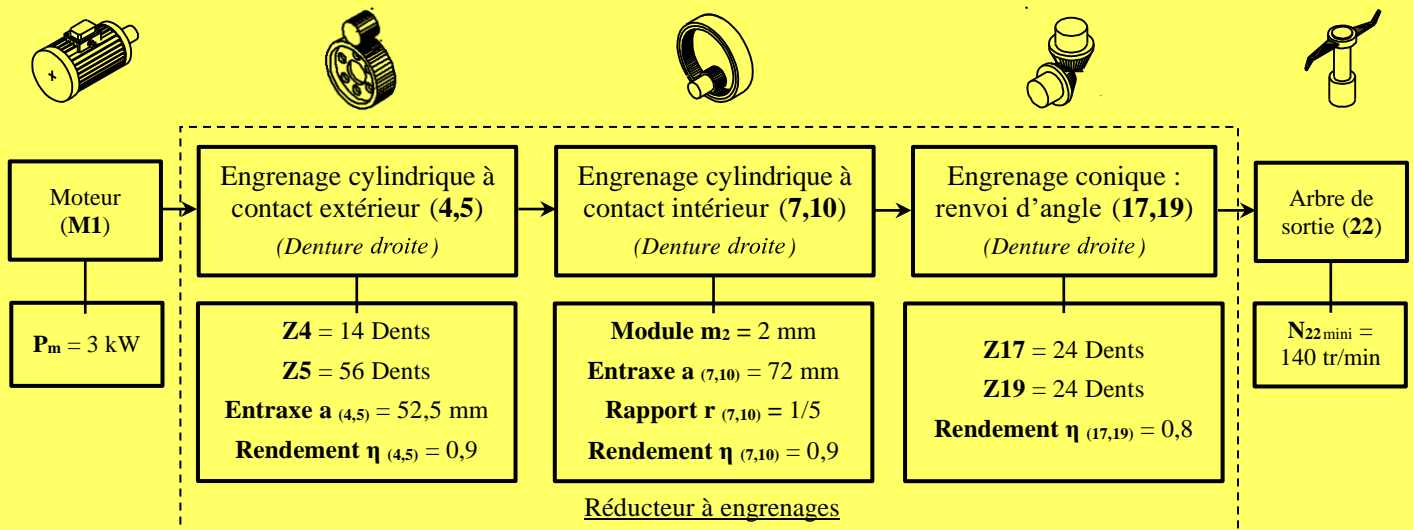 Moteur
(M1)
Engrenage cylindrique à
contact extérieur (4,5)
(Denture droite)
Engrenage cylindrique à
contact intérieur (7,10)
(Denture droite)
Engrenage conique :
renvoi d'angle (17,19)
(Denture droite)
Arbre de
sortie (22)
Pm = 3 kW
Z4 = 14 Dents
Z5 = 56 Dents
Entraxe a (4,5) = 52,5 mm
Rendement η (4,5) = 0,9
Module m2 = 2 mm
Entraxe a (7,10) = 72 mm
Rapport r (7,10) = 1/5
Rendement η (7,10) = 0,9
Z17 = 24 Dents
Z19 = 24 Dents
Rendement η (17,19) = 0,8
N22 mini =
140 tr/min
Réducteur à engrenages